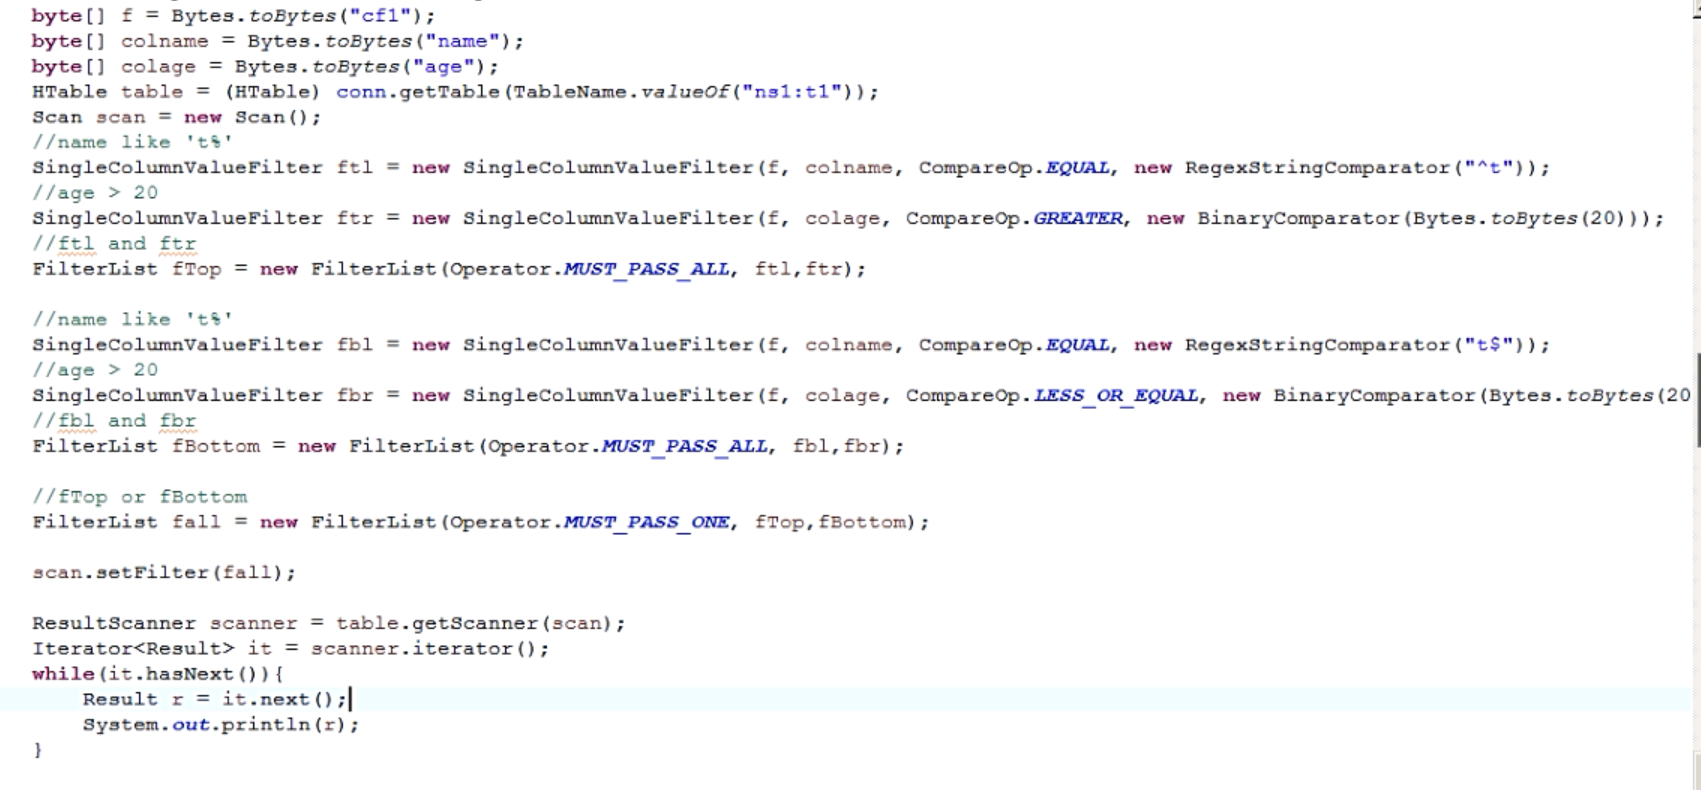 byte[] f = Bytes.toBytes("cf1");
byte[] colname = Bytes.toBytes("name");
byte[] colage = Bytes.toBytes("age");
HTable table = (HTable) conn.getTable(TableName.valueOf("ns1:t1"));
Scan scan = new Scan();
//name like 't%'
SingleColumnValueFilter ftl = new SingleColumnValueFilter(f, colname, CompareOp.EQUAL, new RegexStringComparator("^t"));
//age > 20
SingleColumnValueFilter ftr = new SingleColumnValueFilter(f, colage, CompareOp.GREATER, new BinaryComparator(Bytes.toBytes(20)));
//ftl and ftr
FilterList fTop = new FilterList(Operator.MUST_PASS_ALL, ftl,ftr);
//name like 't%'
SingleColumnValueFilter fbl = new SingleColumnValueFilter(f, colname, CompareOp.EQUAL, new RegexStringComparator("t$"));
//age > 20
SingleColumnValueFilter fbr = new SingleColumnValueFilter(f, colage, CompareOp.LESS_OR_EQUAL, new BinaryComparator(Bytes.toBytes(20
//fbl and fbr
FilterList fBottom = new FilterList(Operator.MUST_PASS_ALL, fbl,fbr);
//fTop or fBottom
FilterList fall = new FilterList(Operator.MUST_PASS_ONE, fTop,fBottom);
scan.setFilter(fall);
ResultScanner scanner = table.getScanner(scan);
Iterator<Result> it = scanner.iterator();
while(it.hasNext()){
    Result r = it.next();
    System.out.println(r);
}